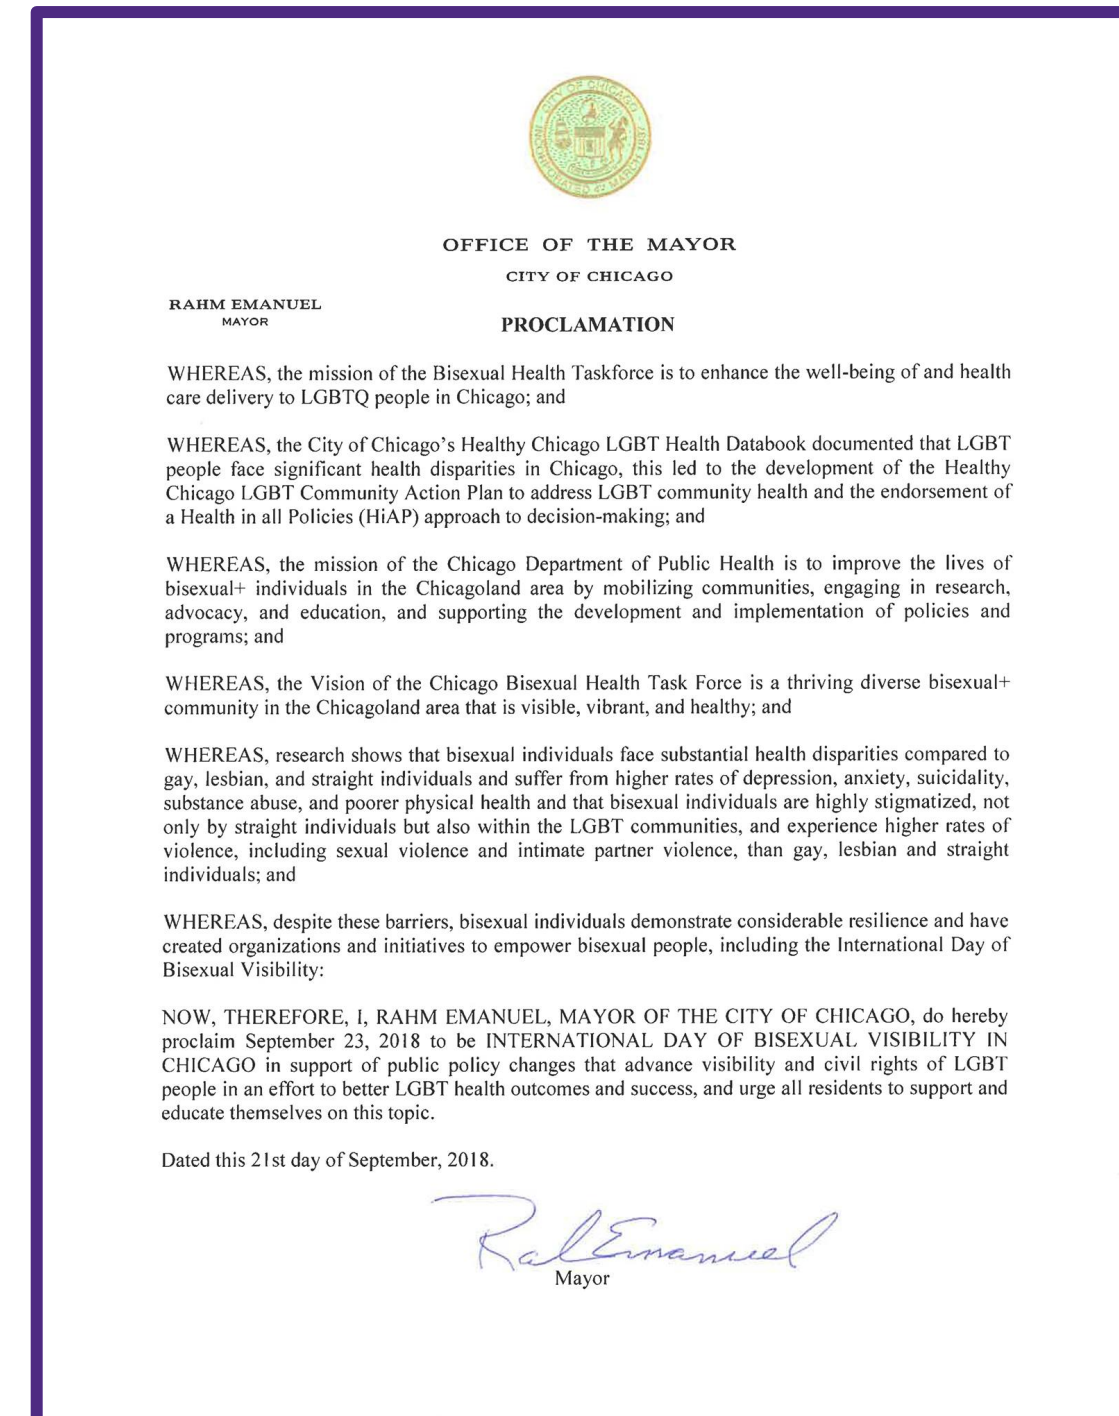 CITY OF CHICAGO
INCORPORATED 4th MARCH 1837
OFFICE OF THE MAYOR
CITY OF CHICAGO
RAHM EMANUEL
MAYOR
PROCLAMATION
WHEREAS, the mission of the Bisexual Health Taskforce is to enhance the well-being of and health
care delivery to LGBTQ people in Chicago; and
WHEREAS, the City of Chicago’s Healthy Chicago LGBT Health Databook documented that LGBT
people face significant health disparities in Chicago, this led to the development of the Healthy
Chicago LGBT Community Action Plan to address LGBT community health and the endorsement of
a Health in all Policies (HiAP) approach to decision-making; and
WHEREAS, the mission of the Chicago Department of Public Health is to improve the lives of
bisexual+ individuals in the Chicagoland area by mobilizing communities, engaging in research,
advocacy, and education, and supporting the development and implementation of policies and
programs; and
WHEREAS, the Vision of the Chicago Bisexual Health Task Force is a thriving diverse bisexual+
community in the Chicagoland area that is visible, vibrant, and healthy; and
WHEREAS, research shows that bisexual individuals face substantial health disparities compared to
gay, lesbian, and straight individuals and suffer from higher rates of depression, anxiety, suicidality,
substance abuse, and poorer physical health and that bisexual individuals are highly stigmatized, not
only by straight individuals but also within the LGBT communities, and experience higher rates of
violence, including sexual violence and intimate partner violence, than gay, lesbian and straight
individuals; and
WHEREAS, despite these barriers, bisexual individuals demonstrate considerable resilience and have
created organizations and initiatives to empower bisexual people, including the International Day of
Bisexual Visibility:
NOW, THEREFORE, I, RAHM EMANUEL, MAYOR OF THE CITY OF CHICAGO, do hereby
proclaim September 23, 2018 to be INTERNATIONAL DAY OF BISEXUAL VISIBILITY IN
CHICAGO in support of public policy changes that advance visibility and civil rights of LGBT
people in an effort to better LGBT health outcomes and success, and urge all residents to support and
educate themselves on this topic.
Dated this 21st day of September, 2018.
Rahm Emanuel
Mayor